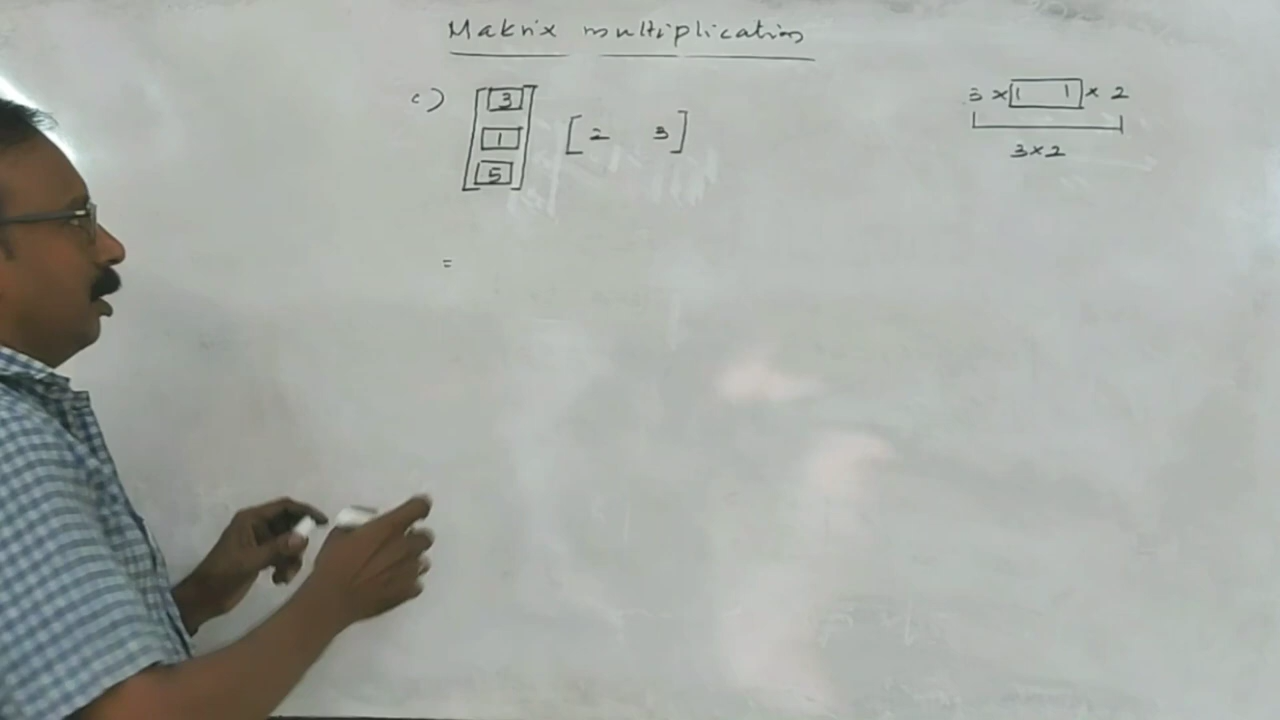 Matrix multiplication
c) [3 1 5] [2 3]
3 × 1 1 × 2
3×2
=